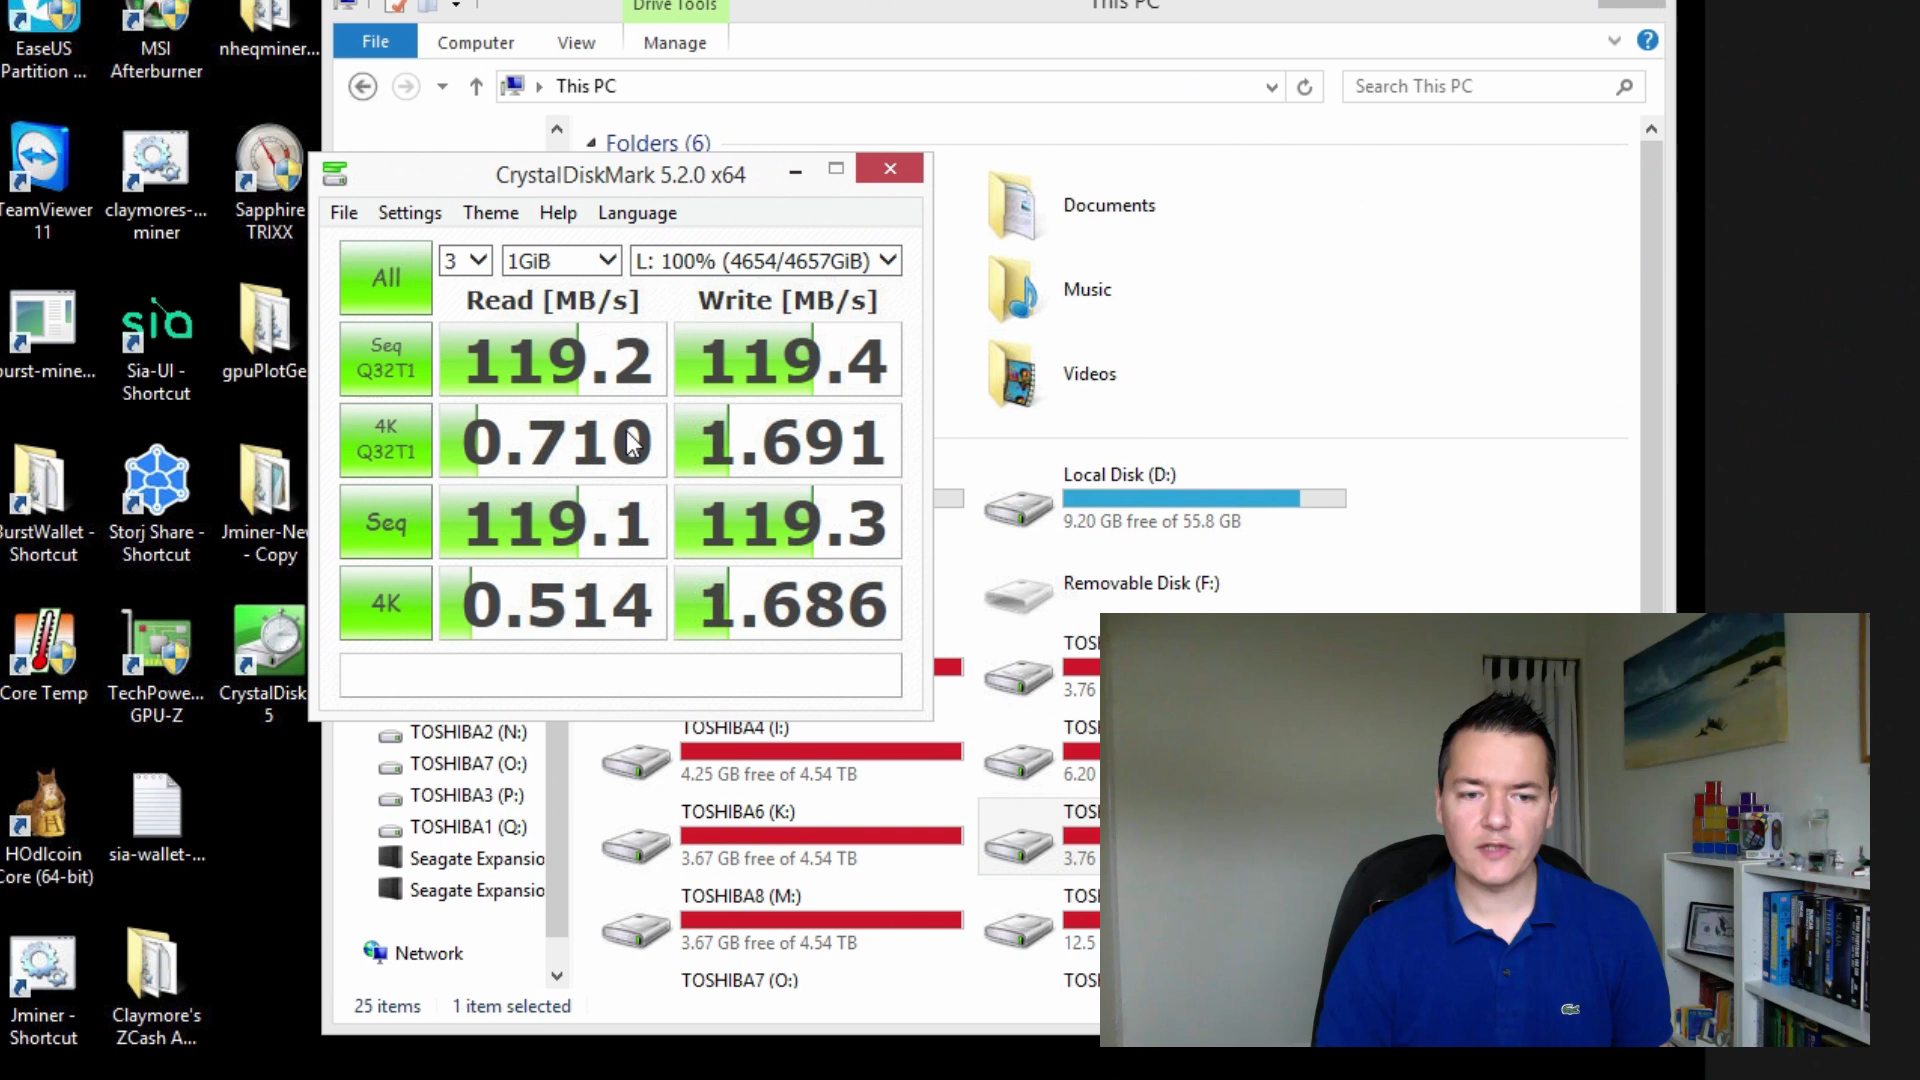 Drive Tools
This PC
File
Computer
View
Manage
This PC
Search This PC
Folders (6)
EaseUS
Partition ...
MSI
Afterburner
nheqminer...
TeamViewer
11
claymores-...
miner
Sapphire
TRIXX
sia
Sia-UI -
Shortcut
gpuPlotGe
BurstWallet -
Shortcut
Storj Share -
Shortcut
Jminer-New
- Copy
Core Temp
TechPowe...
GPU-Z
CrystalDisk
5
H
HOdlcoin
Core (64-bit)
sia-wallet-...
Jminer -
Shortcut
Claymore's
ZCash A...
CrystalDiskMark 5.2.0 x64
File
Settings
Theme
Help
Language
All
3
1GiB
L: 100% (4654/4657GiB)
Read [MB/s]
Write [MB/s]
Seq
Q32T1
119.2
119.4
4K
Q32T1
0.710
1.691
Seq
119.1
119.3
4K
0.514
1.686
Documents
Music
Videos
Local Disk (D:)
9.20 GB free of 55.8 GB
Removable Disk (F:)
TOSH
3.76
TOSHIBA2 (N:)
TOSHIBA7 (O:)
TOSHIBA3 (P:)
TOSHIBA1 (Q:)
Seagate Expansio
Seagate Expansio
Network
TOSHIBA4 (I:)
4.25 GB free of 4.54 TB
TOSH
6.20
TOSHIBA6 (K:)
3.67 GB free of 4.54 TB
TOSH
3.76
TOSHIBA8 (M:)
3.67 GB free of 4.54 TB
TOSH
12.5
TOSHIBA7 (O:)
TOSH
25 items
1 item selected